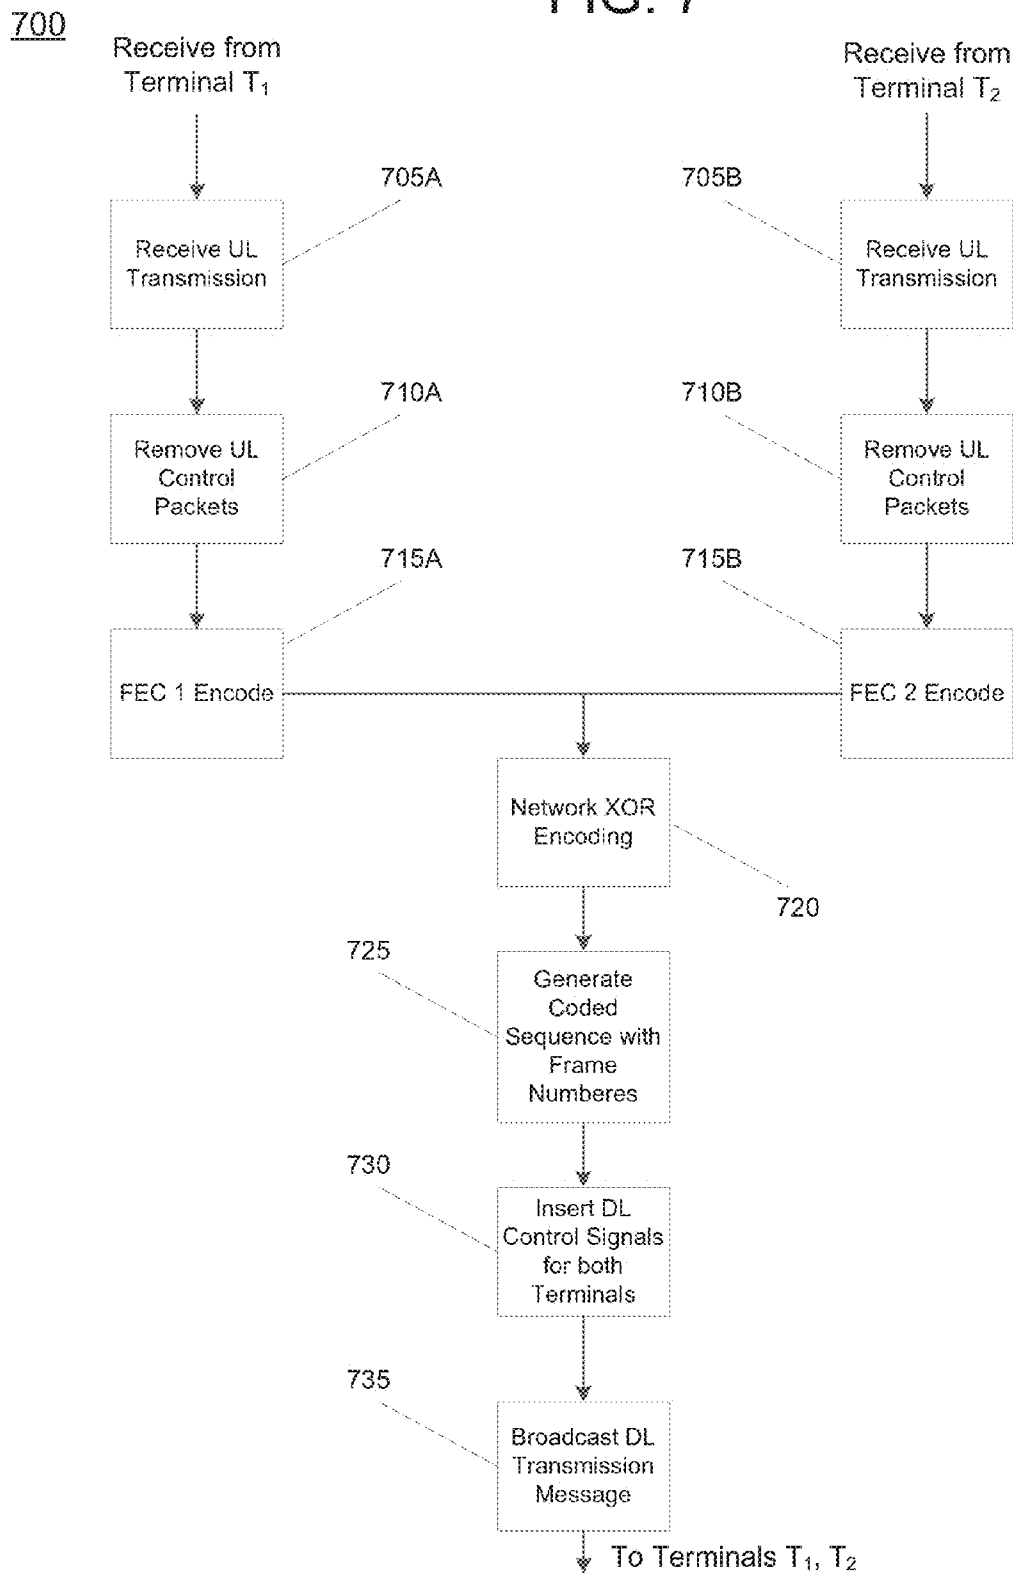 FIG. 7
700
Receive from
Terminal T₁
Receive from
Terminal T₂
705A
705B
Receive UL
Transmission
Receive UL
Transmission
710A
710B
Remove UL
Control
Packets
Remove UL
Control
Packets
715A
715B
FEC 1 Encode
FEC 2 Encode
Network XOR
Encoding
720
725
Generate
Coded
Sequence with
Frame
Numberes
730
Insert DL
Control Signals
for both
Terminals
735
Broadcast DL
Transmission
Message
To Terminals T₁, T₂